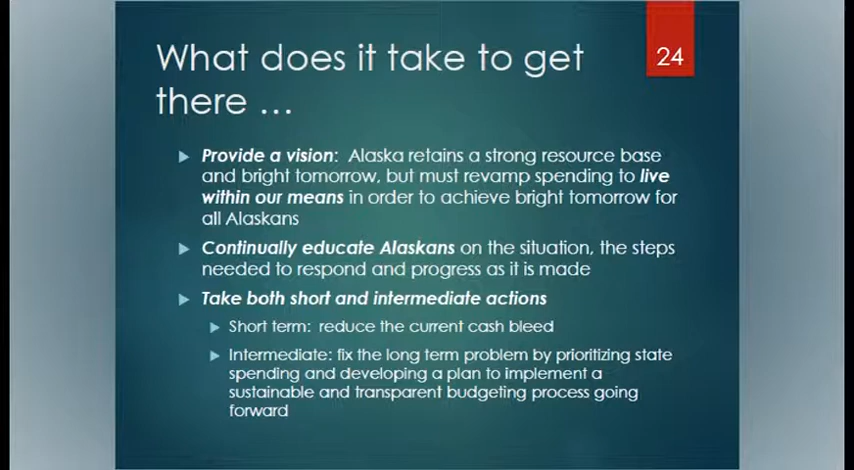 What does it take to get
there ...
24
Provide a vision: Alaska retains a strong resource base
and bright tomorrow, but must revamp spending to live
within our means in order to achieve bright tomorrow for
all Alaskans
Continually educate Alaskans on the situation, the steps
needed to respond and progress as it is made
Take both short and intermediate actions
Short term: reduce the current cash bleed
Intermediate: fix the long term problem by prioritizing state
spending and developing a plan to implement a
sustainable and transparent budgeting process going
forward